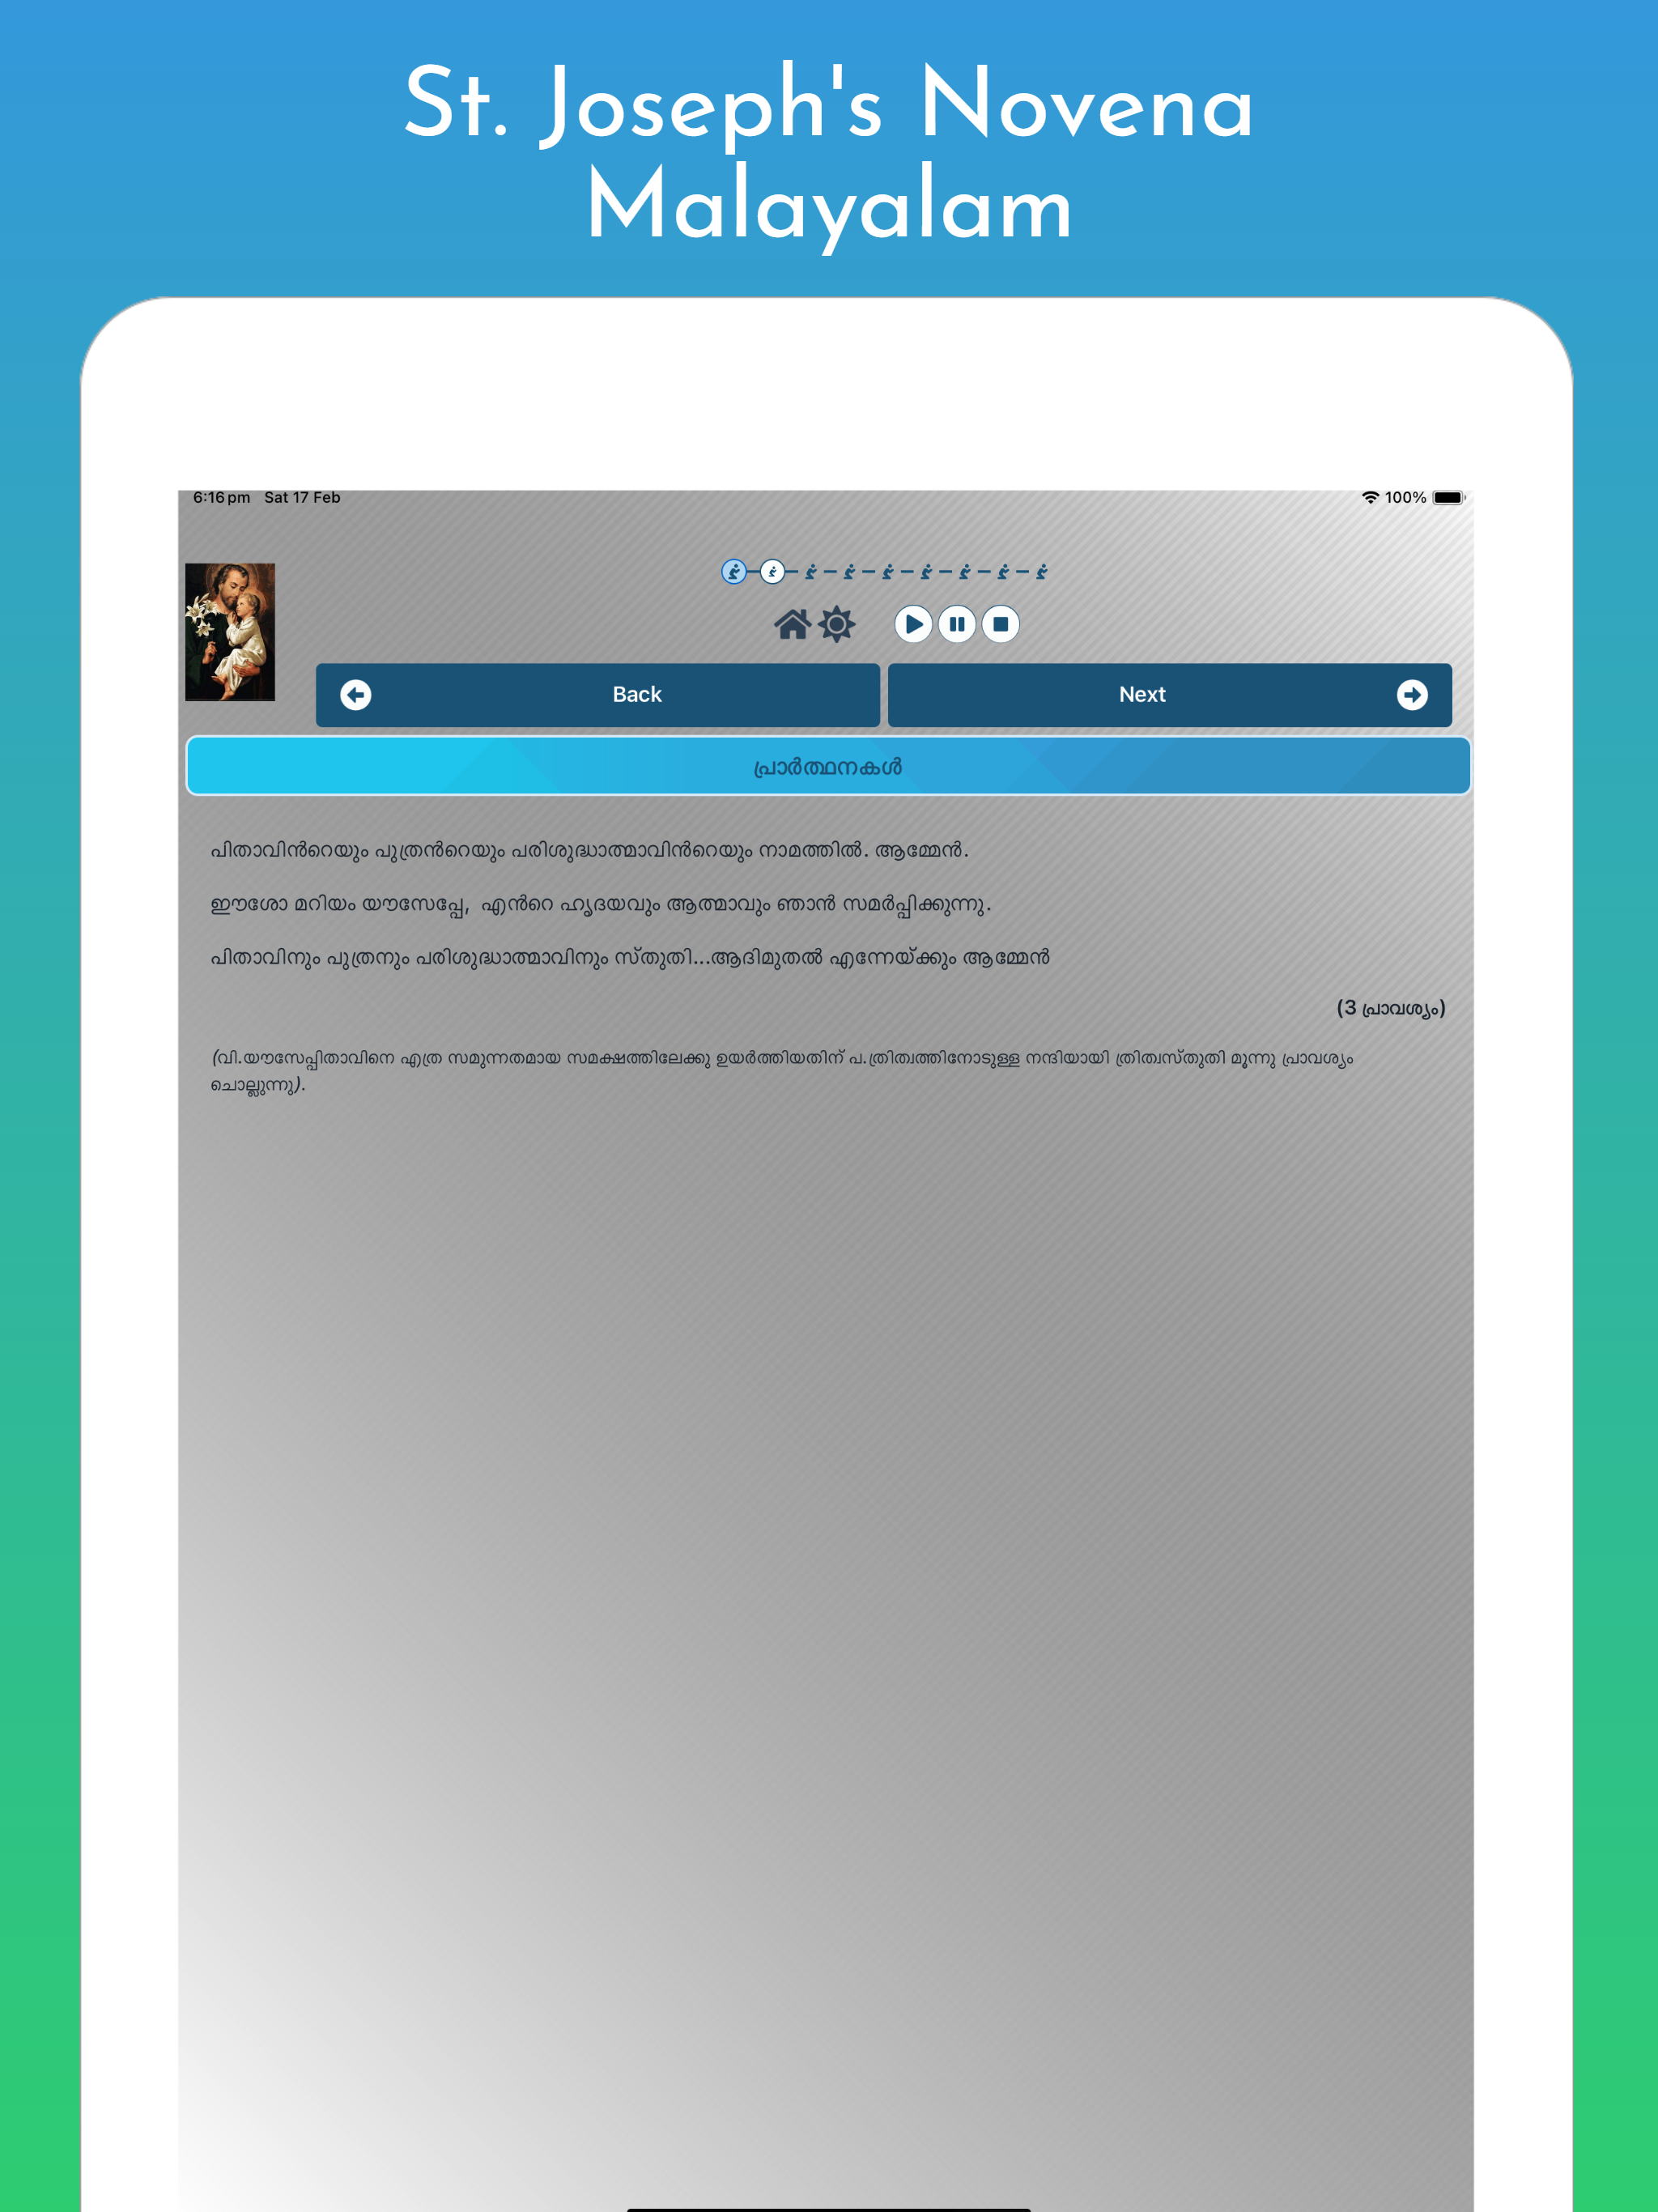 St. Joseph's Novena
Malayalam
6:16 pm Sat 17 Feb
100%
Back
Next
പ്രാർത്ഥനകൾ
പിതാവിൻറെയും പുത്രൻറെയും പരിശുദ്ധാത്മാവിൻറെയും നാമത്തിൽ. ആമ്മേൻ.
ഈശോ മറിയം യൗസേപ്പേ, എൻറെ ഹൃദയവും ആത്മാവും ഞാൻ സമർപ്പിക്കുന്നു.
പിതാവിനും പുത്രനും പരിശുദ്ധാത്മാവിനും സ്തുതി...ആദിമുതൽ എന്നേയ്ക്കും ആമ്മേൻ
(3 പ്രാവശ്യം)
(വി.യൗസേപ്പിതാവിനെ എത്ര സമുന്നതമായ സമക്ഷത്തിലേക്കു ഉയർത്തിയതിന് പ.ത്രിത്വത്തിനോടുള്ള നന്ദിയായി ത്രിത്വസ്തുതി മൂന്നു പ്രാവശ്യം
ചൊല്ലുന്നു).